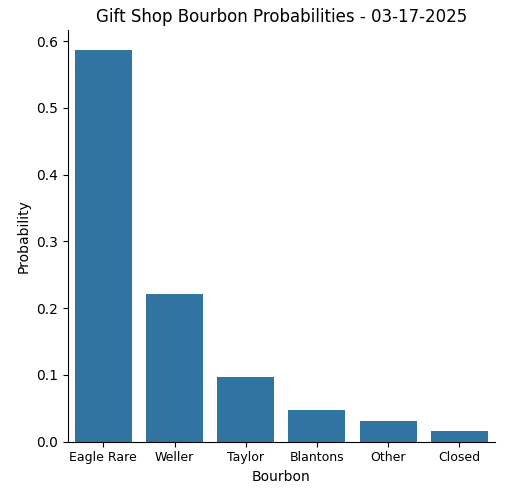 Gift Shop Bourbon Probabilities - 03-17-2025
0.6
0.5
0.4
0.3
0.2
0.1
0.0
Probability
Eagle Rare Weller Taylor Blantons Other Closed
Bourbon